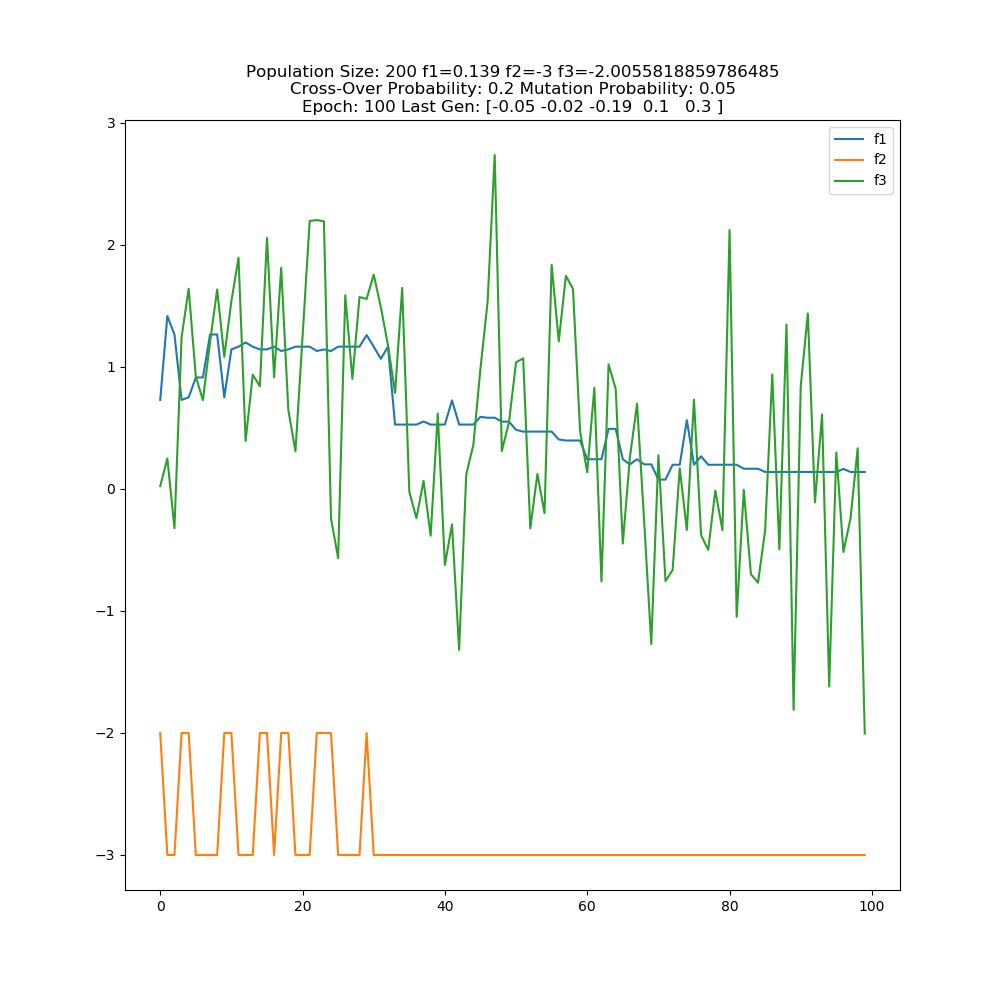 Population Size: 200 f1=0.139 f2=-3 f3=-2.0055818859786485
Cross-Over Probability: 0.2 Mutation Probability: 0.05
Epoch: 100 Last Gen: [-0.05 -0.02 -0.19  0.1   0.3 ]
f1
f2
f3
3
2
1
0
−1
−2
−3
0 20 40 60 80 100